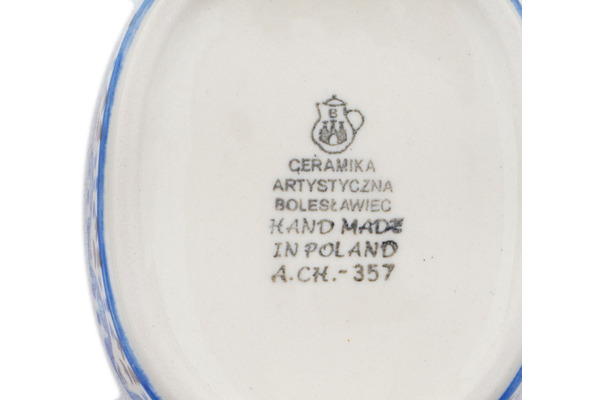 B
CERAMIKA
ARTYSTYCZNA
BOLESŁAWIEC
HAND MADE
IN POLAND
A.CH.-357